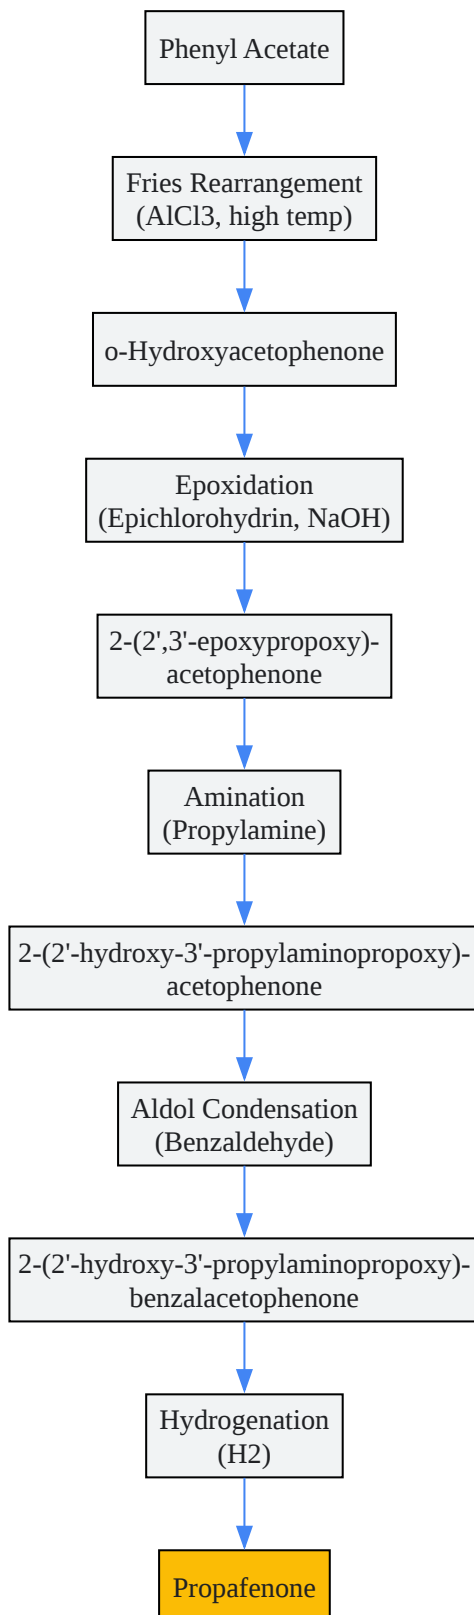 Phenyl Acetate
Fries Rearrangement
(AlCl3, high temp)
o-Hydroxyacetophenone
Epoxidation
(Epichlorohydrin, NaOH)
2-(2',3'-epoxypropoxy)-
acetophenone
Amination
(Propylamine)
2-(2'-hydroxy-3'-propylaminopropoxy)-
acetophenone
Aldol Condensation
(Benzaldehyde)
2-(2'-hydroxy-3'-propylaminopropoxy)-
benzalacetophenone
Hydrogenation
(H2)
Propafenone